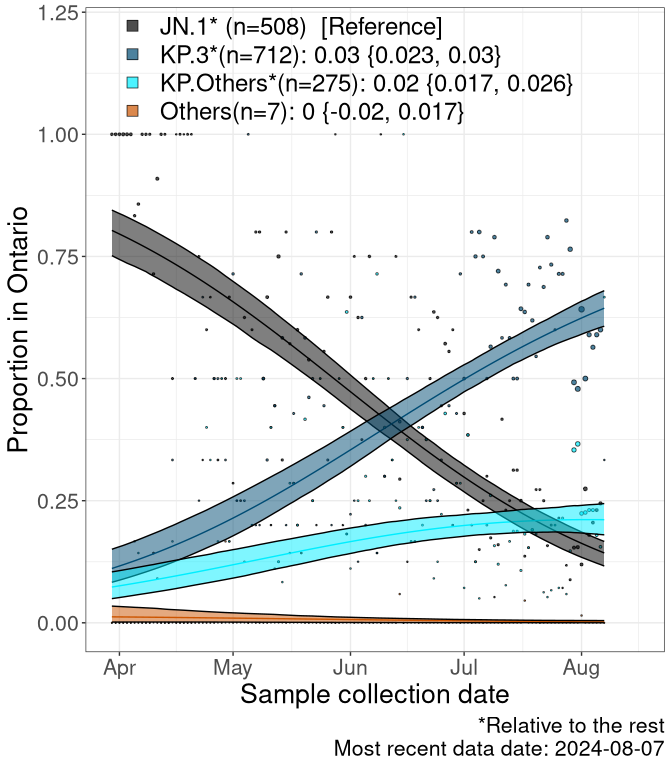 JN.1* (n=508)  [Reference]
KP.3*(n=712): 0.03 {0.023, 0.03}
KP.Others*(n=275): 0.02 {0.017, 0.026}
Others(n=7): 0 {-0.02, 0.017}
1.25
1.00
0.75
0.50
0.25
0.00
Proportion in Ontario
Apr May Jun Jul Aug
Sample collection date
*Relative to the rest
Most recent data date: 2024-08-07